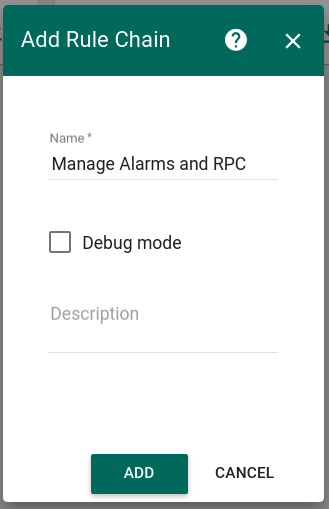 Add Rule Chain
Name *
Manage Alarms and RPC
Debug mode
Description
ADD CANCEL